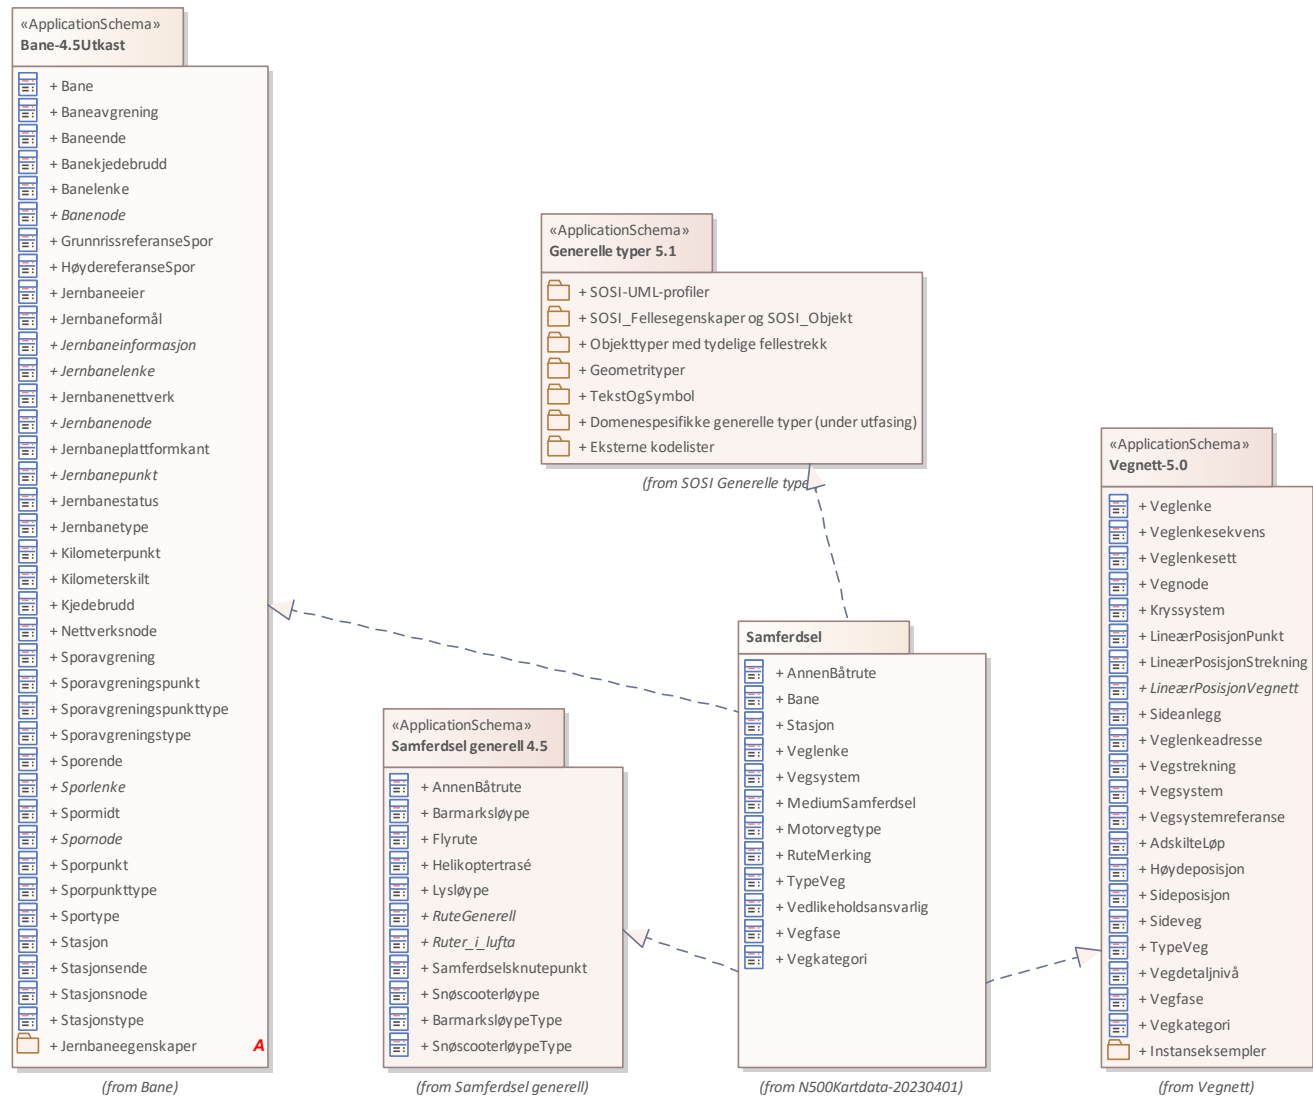 «ApplicationSchema»
Bane-4.5Utkast
+ Bane
+ Baneavgrening
+ Baneende
+ Banekjedebrudd
+ Banelenke
+ Banenode
+ GrunnrissreferanseSpor
+ HøydereferanseSpor
+ Jernbaneeier
+ Jernbaneformål
+ Jernbaneinformasjon
+ Jernbanelenke
+ Jernbanenettverk
+ Jernbanenode
+ Jernbaneplattformkant
+ Jernbanepunkt
+ Jernbanestatus
+ Jernbanetype
+ Kilometerpunkt
+ Kilometerskilt
+ Kjedebrudd
+ Nettverksnode
+ Sporavgrening
+ Sporavgreningspunkt
+ Sporavgreningspunkttype
+ Sporavgreningstype
+ Sporende
+ Sporlenke
+ Spormidt
+ Spornode
+ Sporpunkt
+ Sporpunkttype
+ Sportype
+ Stasjon
+ Stasjonsende
+ Stasjonsnode
+ Stasjonstype
+ Jernbaneegenskaper
A
(from Bane)
«ApplicationSchema»
Generelle typer 5.1
+ SOSI-UML-profiler
+ SOSI_Fellesegenskaper og SOSI_Objekt
+ Objekttyper med tydelige fellestrekk
+ Geometrityper
+ TekstOgSymbol
+ Domenespesifikke generelle typer (under utfasing)
+ Eksterne kodelister
(from SOSI Generelle type
«ApplicationSchema»
Samferdsel generell 4.5
+ AnnenBåtrute
+ Barmarksløype
+ Flyrute
+ Helikoptertrasé
+ Lysløype
+ RuteGenerell
+ Ruter_i_lufta
+ Samferdselsknutepunkt
+ Snøscooterløype
+ BarmarksløypeType
+ SnøscooterløypeType
(from Samferdsel generell)
Samferdsel
+ AnnenBåtrute
+ Bane
+ Stasjon
+ Veglenke
+ Vegsystem
+ MediumSamferdsel
+ Motorvegtype
+ RuteMerking
+ TypeVeg
+ Vedlikeholdsansvarlig
+ Vegfase
+ Vegkategori
(from N500Kartdata-20230401)
«ApplicationSchema»
Vegnett-5.0
+ Veglenke
+ Veglenkesekvens
+ Veglenkesett
+ Vegnode
+ Kryssystem
+ LineærPosisjonPunkt
+ LineærPosisjonStrekning
+ LineærPosisjonVegnett
+ Sideanlegg
+ Veglenkeadresse
+ Vegstrekning
+ Vegsystem
+ Vegsystemreferanse
+ AdskilteLøp
+ Høydeposisjon
+ Sideposisjon
+ Sideveg
+ TypeVeg
+ Vegdetaljnivå
+ Vegfase
+ Vegkategori
+ Instanseksempler
(from Vegnett)